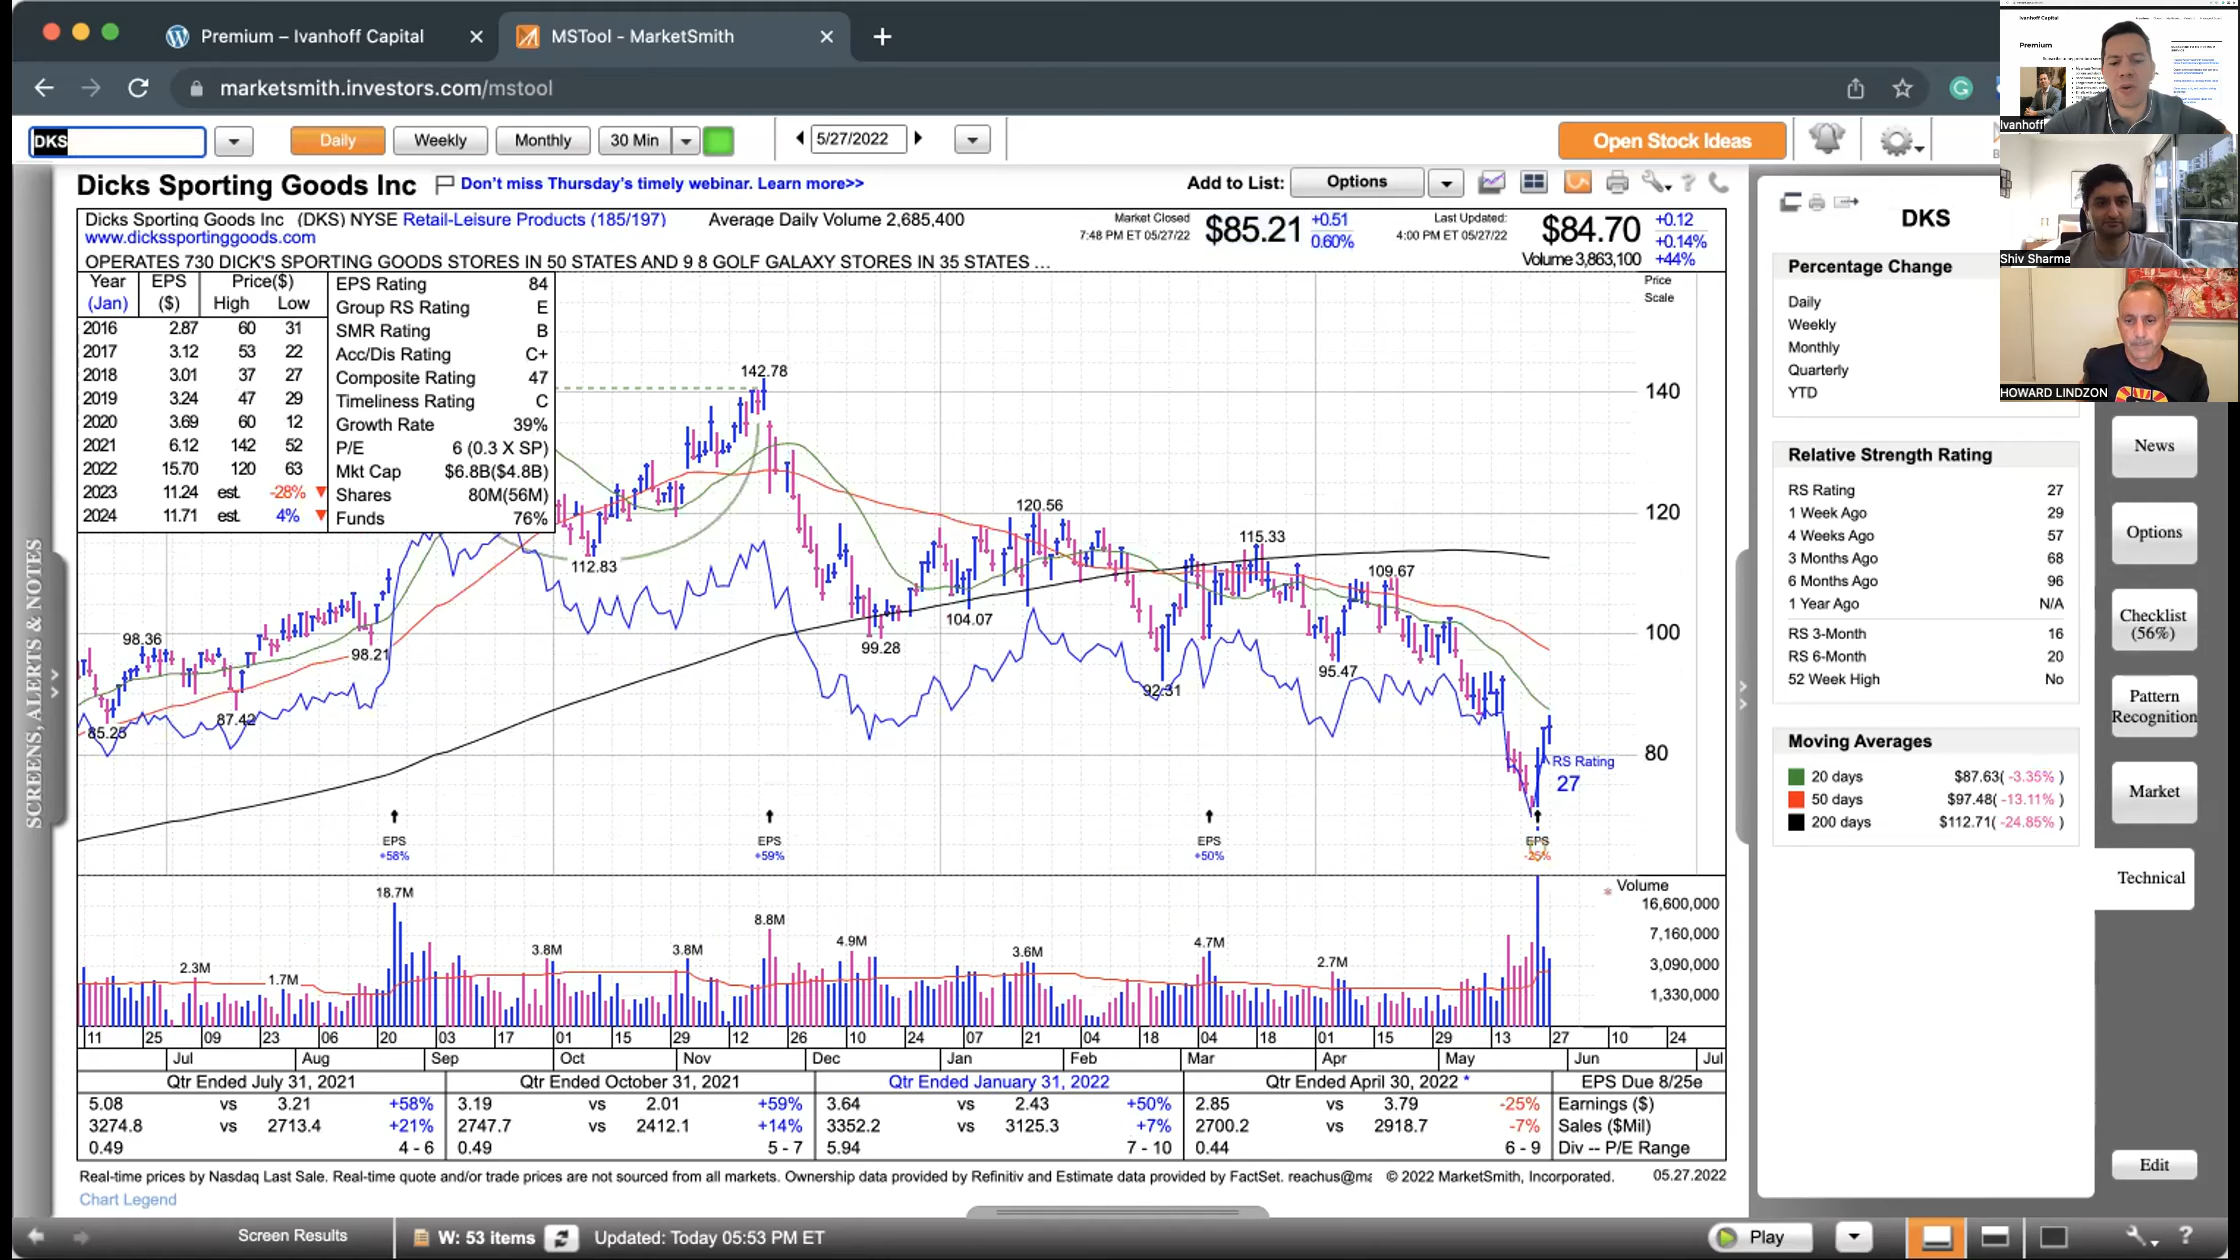 Premium – Ivanhoff Capital
MSTool - MarketSmith
marketsmith.investors.com/mstool
DKS
Daily
Weekly
Monthly
30 Min
5/27/2022
Open Stock Ideas
Dicks Sporting Goods Inc
Don't miss Thursday's timely webinar. Learn more>>
Add to List:
Options
Dicks Sporting Goods Inc (DKS) NYSE Retail-Leisure Products (185/197) Average Daily Volume 2,685,400
www.dickssportinggoods.com
OPERATES 730 DICK'S SPORTING GOODS STORES IN 50 STATES AND 9 8 GOLF GALAXY STORES IN 35 STATES ...
Market Closed
7:48 PM ET 05/27/22
$85.21 +0.51
0.60%
Last Updated:
4:00 PM ET 05/27/22
$84.70 +0.12
+0.14%
Volume 3,863,100 +44%
Year EPS Price($)
(Jan) ($) High Low
2016 2.87 60 31
2017 3.12 53 22
2018 3.01 37 27
2019 3.24 47 29
2020 3.69 60 12
2021 6.12 142 52
2022 15.70 120 63
2023 11.24 est. -28%
2024 11.71 est. 4%
EPS Rating 84
Group RS Rating E
SMR Rating B
Acc/Dis Rating C+
Composite Rating 47
Timeliness Rating C
Growth Rate 39%
P/E 6 (0.3 X SP)
Mkt Cap $6.8B($4.8B)
Shares 80M(56M)
Funds 76%
Price
Scale
140
120
100
80
142.78
112.83
120.56
115.33
109.67
98.36
98.21
99.28
104.07
92.31
95.47
85.25
87.42
RS Rating
27
EPS
+58%
EPS
+59%
EPS
+50%
EPS
-25%
Volume
16,600,000
7,160,000
3,090,000
1,330,000
18.7M
8.8M
2.3M
1.7M
3.8M
3.8M
4.9M
3.6M
4.7M
2.7M
11 25 09 23 06 20 03 17 01 15 29 12 26 10 24 07 21 04 18 04 18 01 15 29 13 27 10 24
Jul Aug Sep Oct Nov Dec Jan Feb Mar Apr May Jun Jul
Qtr Ended July 31, 2021 Qtr Ended October 31, 2021 Qtr Ended January 31, 2022 Qtr Ended April 30, 2022 * EPS Due 8/25e
5.08 vs 3.21 +58% 3.19 vs 2.01 +59% 3.64 vs 2.43 +50% 2.85 vs 3.79 -25% Earnings ($)
3274.8 vs 2713.4 +21% 2747.7 vs 2412.1 +14% 3352.2 vs 3125.3 +7% 2700.2 vs 2918.7 -7% Sales ($Mil)
0.49 4 - 6 0.49 5 - 7 5.94 7 - 10 0.44 6 - 9 Div -- P/E Range
Real-time prices by Nasdaq Last Sale. Real-time quote and/or trade prices are not sourced from all markets. Ownership data provided by Refinitiv and Estimate data provided by FactSet. reachus@ma © 2022 MarketSmith, Incorporated. 05.27.2022
Chart Legend
SCREENS, ALERTS & NOTES
Screen Results
W: 53 items
Updated: Today 05:53 PM ET
Play
DKS
Percentage Change
Daily
Weekly
Monthly
Quarterly
YTD
Relative Strength Rating
RS Rating 27
1 Week Ago 29
4 Weeks Ago 57
3 Months Ago 68
6 Months Ago 96
1 Year Ago N/A
RS 3-Month 16
RS 6-Month 20
52 Week High No
Moving Averages
20 days $87.63( -3.35% )
50 days $97.48( -13.11% )
200 days $112.71( -24.85% )
News
Options
Checklist
(56%)
Pattern
Recognition
Market
Technical
Edit
Ivanhoff Capital
Premium
Ivanhoff
Shiv Sharma
HOWARD LINDZON